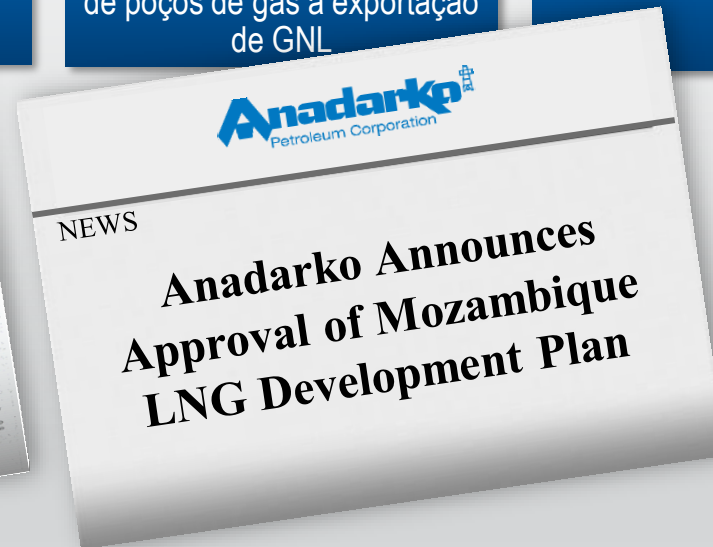 de poços de gás à exportação
de GNL
Anadarko
Petroleum Corporation
NEWS
Anadarko Announces
Approval of Mozambique
LNG Development Plan